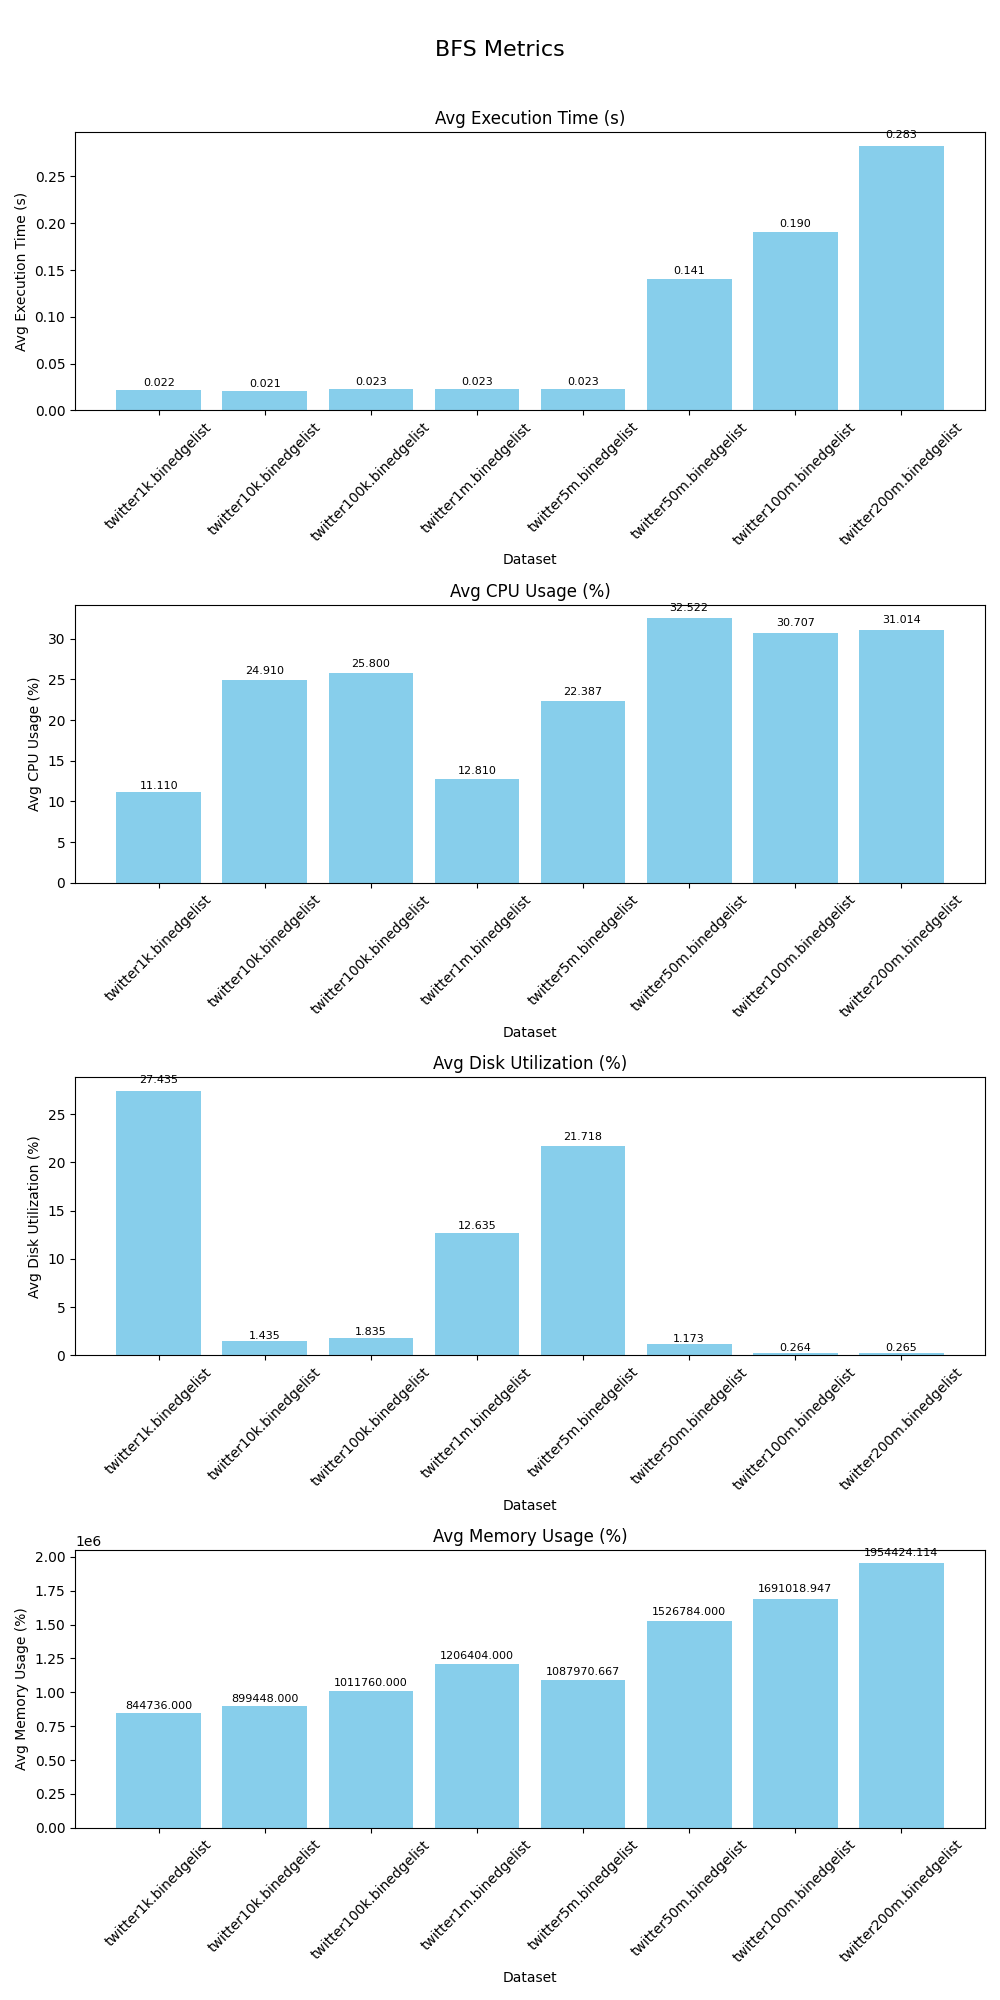 BFS Metrics
Avg Execution Time (s)
Avg Execution Time (s)
0.25
0.20
0.15
0.10
0.05
0.00
0.022
0.021
0.023
0.023
0.023
0.141
0.190
0.283
twitter1k.binedgelist
twitter10k.binedgelist
twitter100k.binedgelist
twitter1m.binedgelist
twitter5m.binedgelist
twitter50m.binedgelist
twitter100m.binedgelist
twitter200m.binedgelist
Dataset
Avg CPU Usage (%)
Avg CPU Usage (%)
30
25
20
15
10
5
0
11.110
24.910
25.800
12.810
22.387
32.522
30.707
31.014
twitter1k.binedgelist
twitter10k.binedgelist
twitter100k.binedgelist
twitter1m.binedgelist
twitter5m.binedgelist
twitter50m.binedgelist
twitter100m.binedgelist
twitter200m.binedgelist
Dataset
Avg Disk Utilization (%)
Avg Disk Utilization (%)
25
20
15
10
5
0
27.435
1.435
1.835
12.635
21.718
1.173
0.264
0.265
twitter1k.binedgelist
twitter10k.binedgelist
twitter100k.binedgelist
twitter1m.binedgelist
twitter5m.binedgelist
twitter50m.binedgelist
twitter100m.binedgelist
twitter200m.binedgelist
Dataset
Avg Memory Usage (%)
1e6
Avg Memory Usage (%)
2.00
1.75
1.50
1.25
1.00
0.75
0.50
0.25
0.00
844736.000
899448.000
1011760.000
1206404.000
1087970.667
1526784.000
1691018.947
1954424.114
twitter1k.binedgelist
twitter10k.binedgelist
twitter100k.binedgelist
twitter1m.binedgelist
twitter5m.binedgelist
twitter50m.binedgelist
twitter100m.binedgelist
twitter200m.binedgelist
Dataset